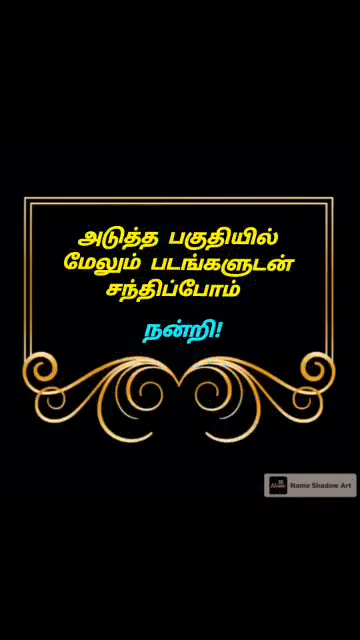 அடுத்த பகுதியில்
மேலும் படங்களுடன்
சந்திப்போம்
நன்றி!
Name Shadow Art